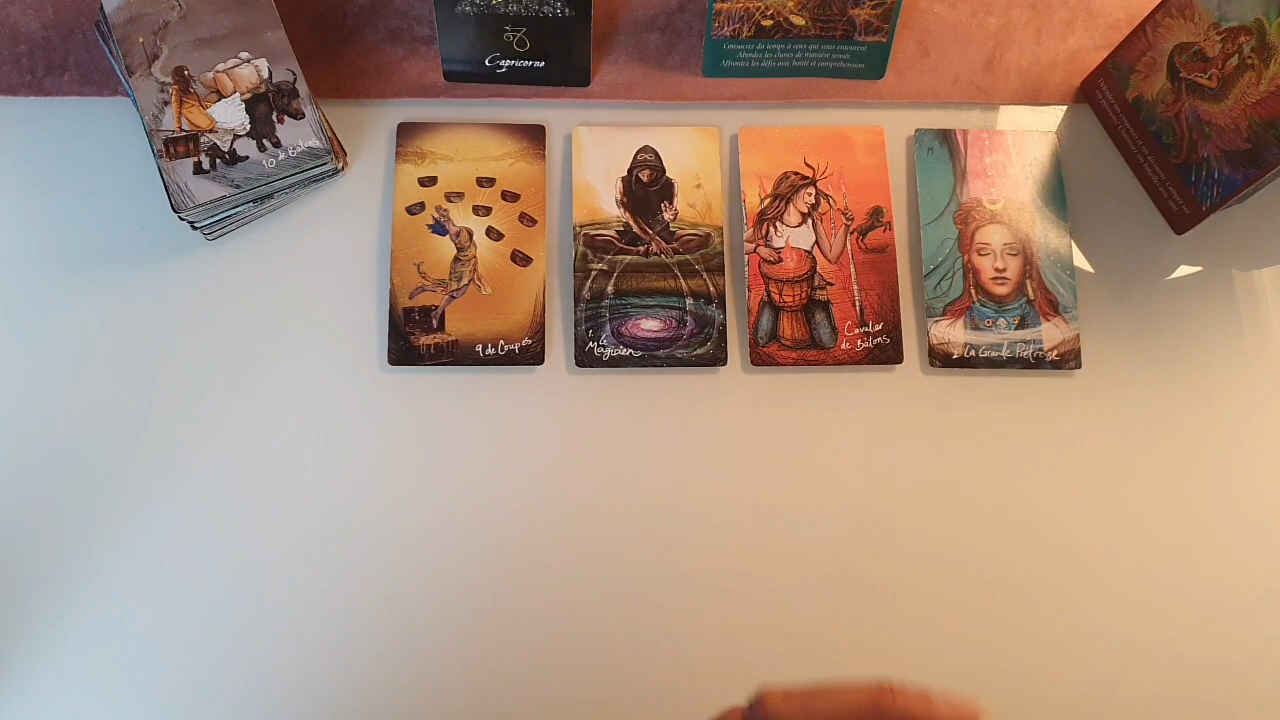 Capricorne
Consacrez du temps à ceux qui vous entourent.
Abordez les choses de manière sensée.
Affrontez les défis avec bonté et compréhension.
10 de Bâtons
9 de Coupes
1. Le
Magicien
Cavalier
de Bâtons
2 La Grande Prêtresse